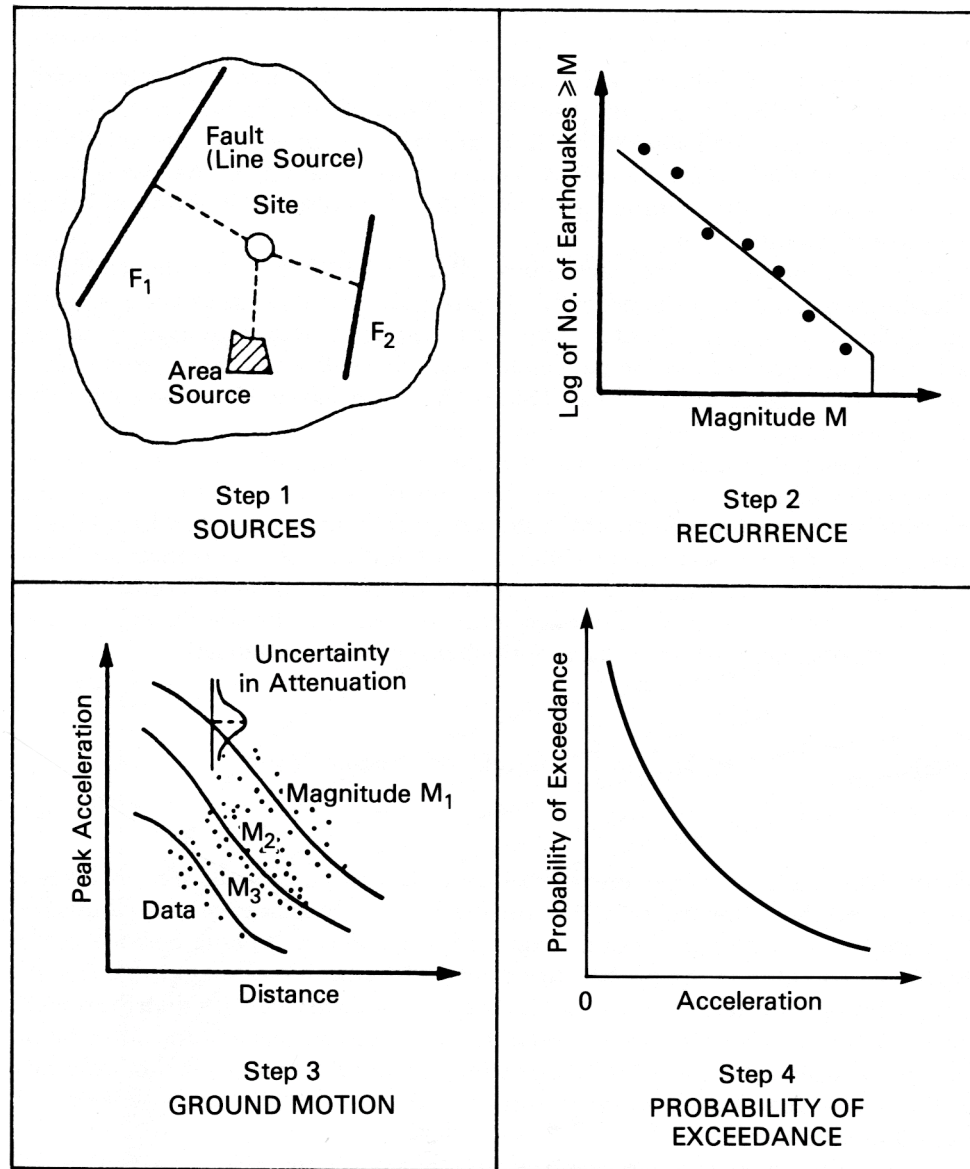 Fault
(Line Source)
Site
F1
F2
Area
Source
Step 1
SOURCES
Log of No. of Earthquakes ⩾M
Magnitude M
Step 2
RECURRENCE
Uncertainty
in Attenuation
Peak Acceleration
Magnitude M1
M2
M3
Data
Distance
Step 3
GROUND MOTION
Probability of Exceedance
0
Acceleration
Step 4
PROBABILITY OF
EXCEEDANCE